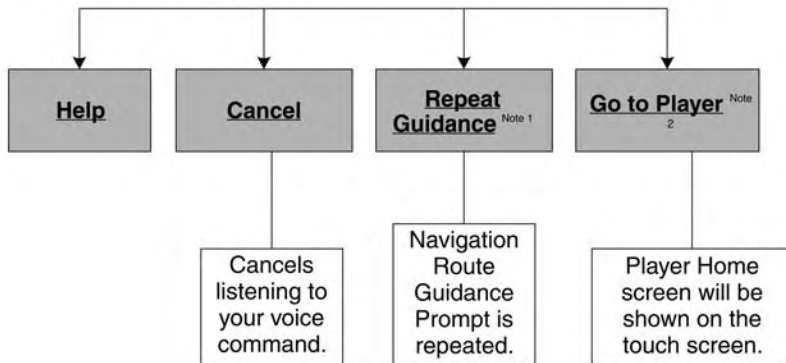 Help
Cancel
Repeat
Guidance Note 1
Go to Player Note
2
Cancels
listening to
your voice
command.
Navigation
Route
Guidance
Prompt is
repeated.
Player Home
screen will be
shown on the
touch screen.